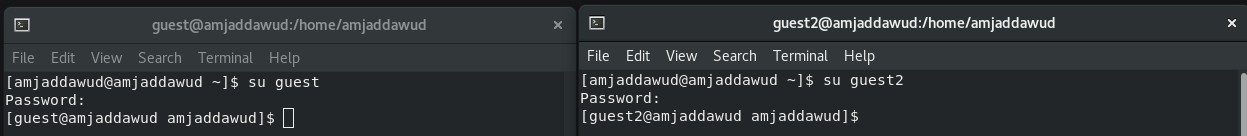 guest@amjaddawud:/home/amjaddawud
File Edit View Search Terminal Help
[amjaddawud@amjaddawud ~]$ su guest
Password:
[guest@amjaddawud amjaddawud]$
guest2@amjaddawud:/home/amjaddawud
File Edit View Search Terminal Help
[amjaddawud@amjaddawud ~]$ su guest2
Password:
[guest2@amjaddawud amjaddawud]$